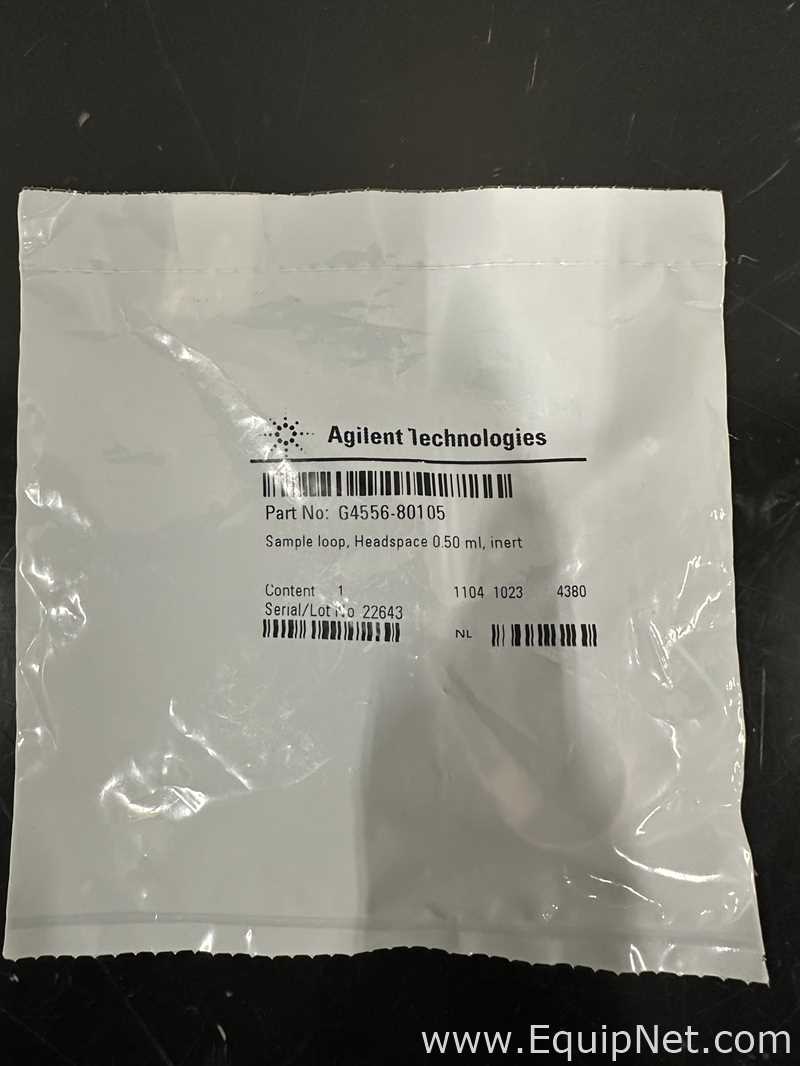 Agilent Technologies
Part No: G4556-80105
Sample loop, Headspace 0.50 ml, inert
Content 1 1104 1023 4380
Serial/Lot No 22643
NL
www.EquipNet.com